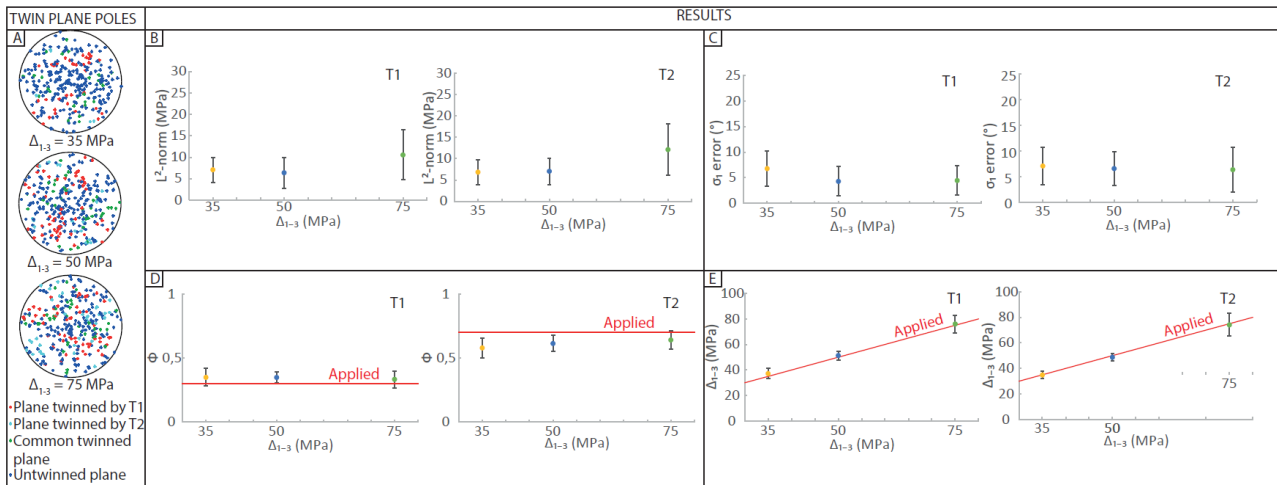 TWIN PLANE POLES
RESULTS
A
Δ1-3 = 35 MPa
Δ1-3 = 50 MPa
Δ1-3 = 75 MPa
Plane twinned by T1
Plane twinned by T2
Common twinned
plane
Untwinned plane
B
T1
L²-norm (MPa)
30
25
20
15
10
5
0
35
50
75
Δ1−3 (MPa)
T2
L²-norm (MPa)
30
25
20
15
10
5
0
35
50
75
Δ1−3 (MPa)
C
T1
σ1 error (°)
25
20
15
10
5
0
35
50
75
Δ1−3 (MPa)
T2
σ1 error (°)
25
20
15
10
5
0
35
50
75
Δ1−3 (MPa)
D
T1
Φ
1
0,5
0
Applied
35
50
75
Δ1−3 (MPa)
T2
Φ
1
0,5
0
Applied
35
50
75
Δ1−3 (MPa)
E
T1
Δ1−3 (MPa)
100
80
60
40
20
0
Applied
35
50
75
Δ1−3 (MPa)
T2
Δ1−3 (MPa)
100
80
60
40
20
0
Applied
35
50
75
Δ1−3 (MPa)